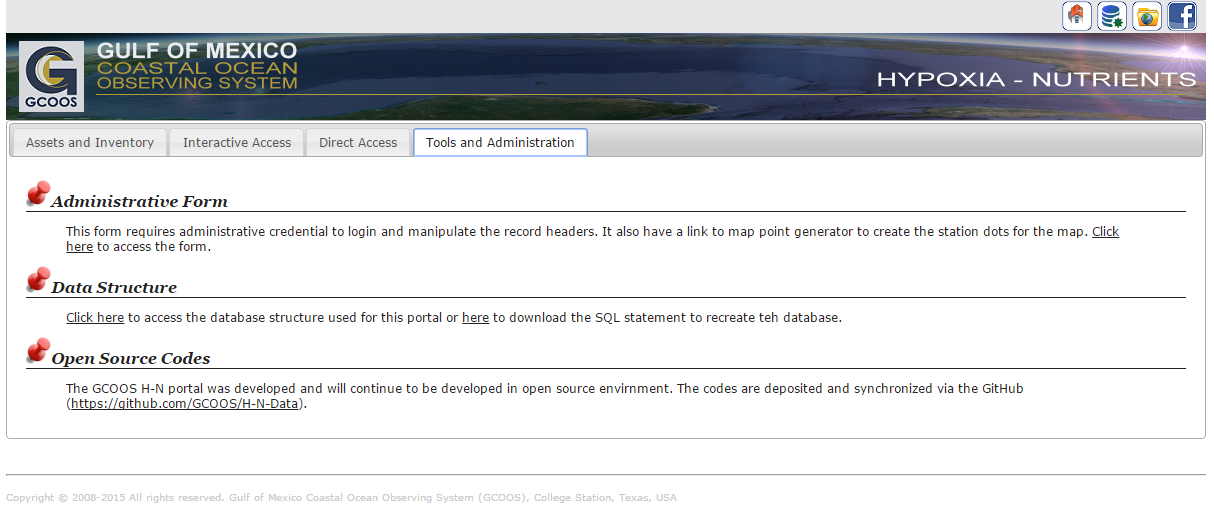 GULF OF MEXICO
COASTAL OCEAN
OBSERVING SYSTEM
GCOOS
HYPOXIA - NUTRIENTS
Assets and Inventory
Interactive Access
Direct Access
Tools and Administration
Administrative Form
This form requires administrative credential to login and manipulate the record headers. It also have a link to map point generator to create the station dots for the map. Click
here to access the form.
Data Structure
Click here to access the database structure used for this portal or here to download the SQL statement to recreate teh database.
Open Source Codes
The GCOOS H-N portal was developed and will continue to be developed in open source envirnment. The codes are deposited and synchronized via the GitHub
(https://github.com/GCOOS/H-N-Data).
Copyright © 2008-2015 All rights reserved. Gulf of Mexico Coastal Ocean Observing System (GCOOS), College Station, Texas, USA